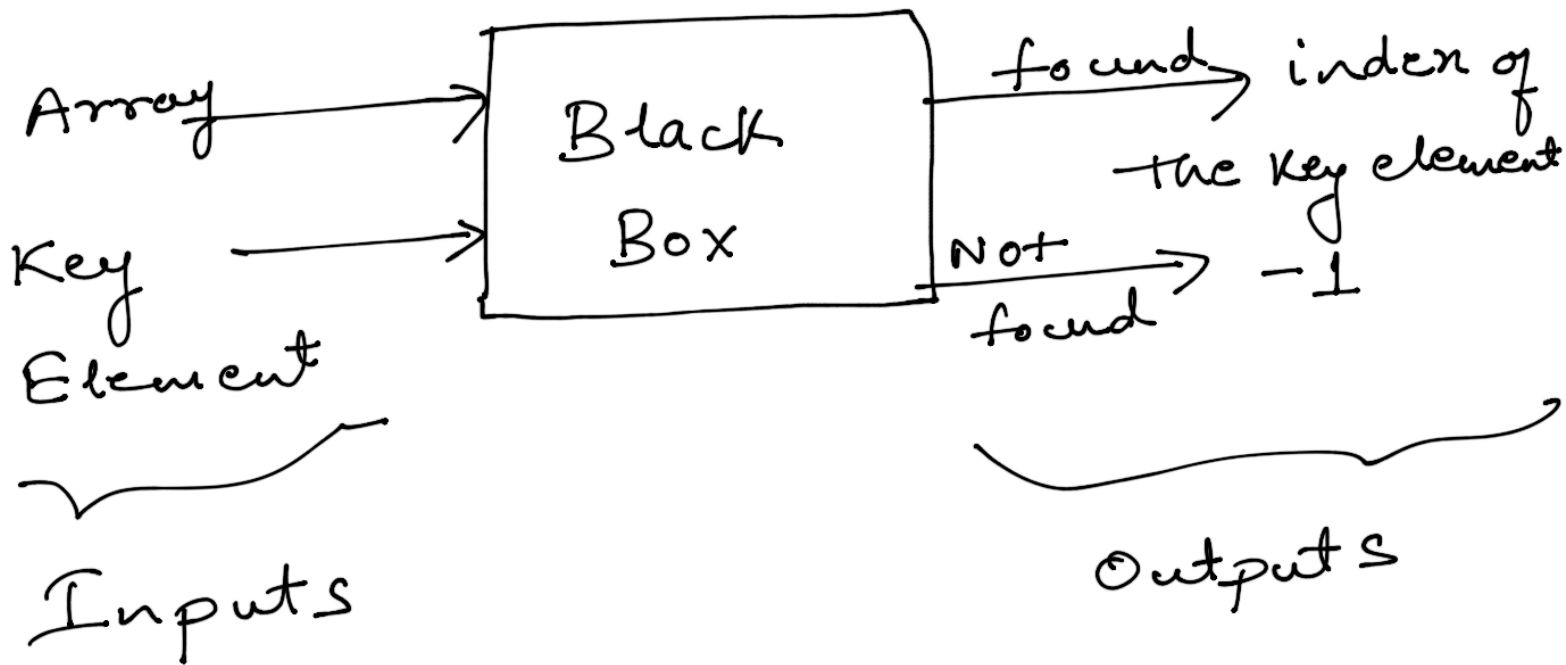 Array
Key
Element
Inputs
Black
Box
found
Not
found
index of
the key element
-1
Outputs